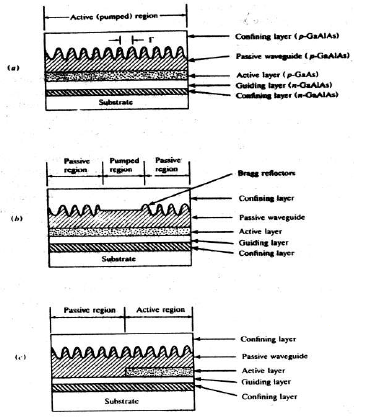 Active (pumped) region
Γ
Confining layer (p-GaAlAs)
Passive waveguide (p-GaAlAs)
(a)
Active layer (p-GaAs)
Guiding layer (n-GaAlAs)
Confining layer (n-GaAlAs)
Substrate
Passive region
Pumped region
Passive region
Bragg reflectors
Confining layer
(b)
Passive waveguide
Active layer
Guiding layer
Confining layer
Substrate
Passive region
Active region
Confining layer
(c)
Passive waveguide
Active layer
Guiding layer
Confining layer
Substrate